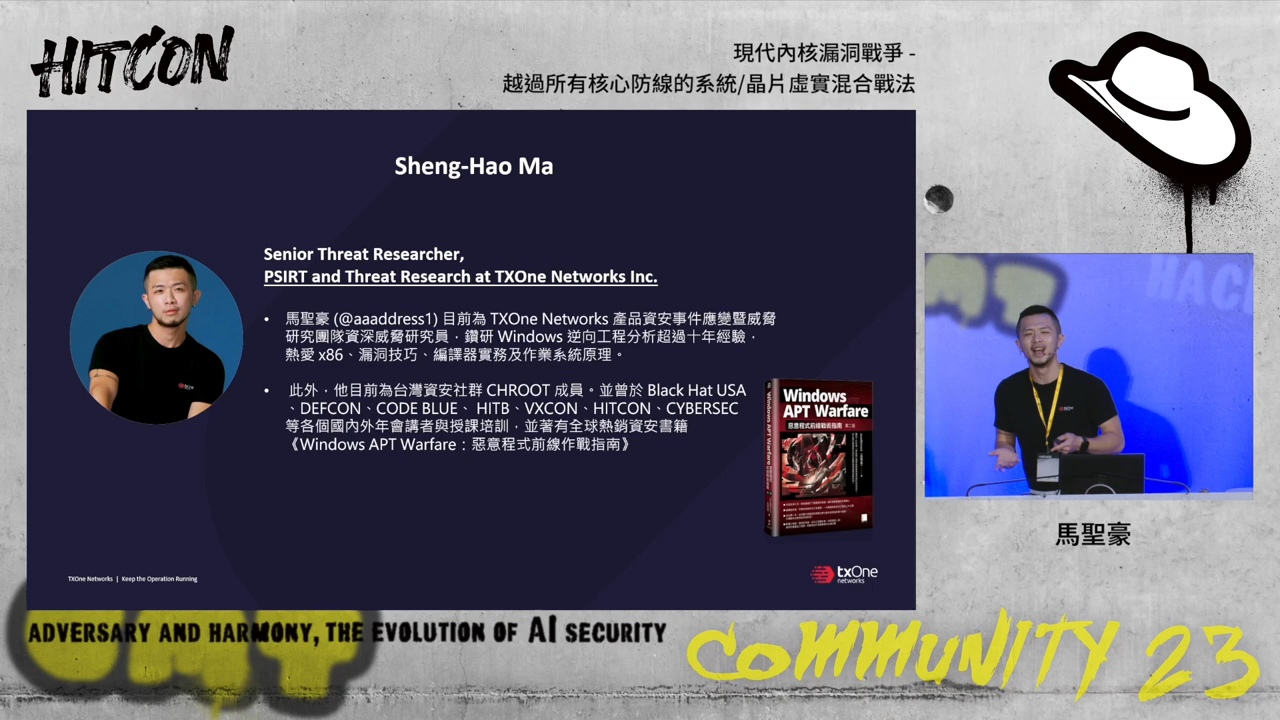 HITCON
現代內核漏洞戰爭 -
越過所有核心防線的系統/晶片虛實混合戰法
Sheng-Hao Ma
Senior Threat Researcher,
PSIRT and Threat Research at TXOne Networks Inc.
• 馬聖豪 (@aaaddress1) 目前為 TXOne Networks 產品資安事件應變暨威脅
研究團隊資深威脅研究員，鑽研 Windows 逆向工程分析超過十年經驗，
熱愛 x86、漏洞技巧、編譯器實務及作業系統原理。
• 此外，他目前為台灣資安社群 CHROOT 成員。並曾於 Black Hat USA
、DEFCON、CODE BLUE、 HITB、VXCON、HITCON、CYBERSEC
等各個國內外年會講者與授課培訓，並著有全球熱銷資安書籍
《Windows APT Warfare：惡意程式前線作戰指南》
Windows
APT Warfare
惡意程式前線戰術指南 第二版
Windows APT Warfare
TXOne Networks | Keep the Operation Running
txOne
networks
HACK
馬聖豪
ADVERSARY AND HARMONY, THE EVOLUTION OF AI SECURITY
COMMUNITY 23